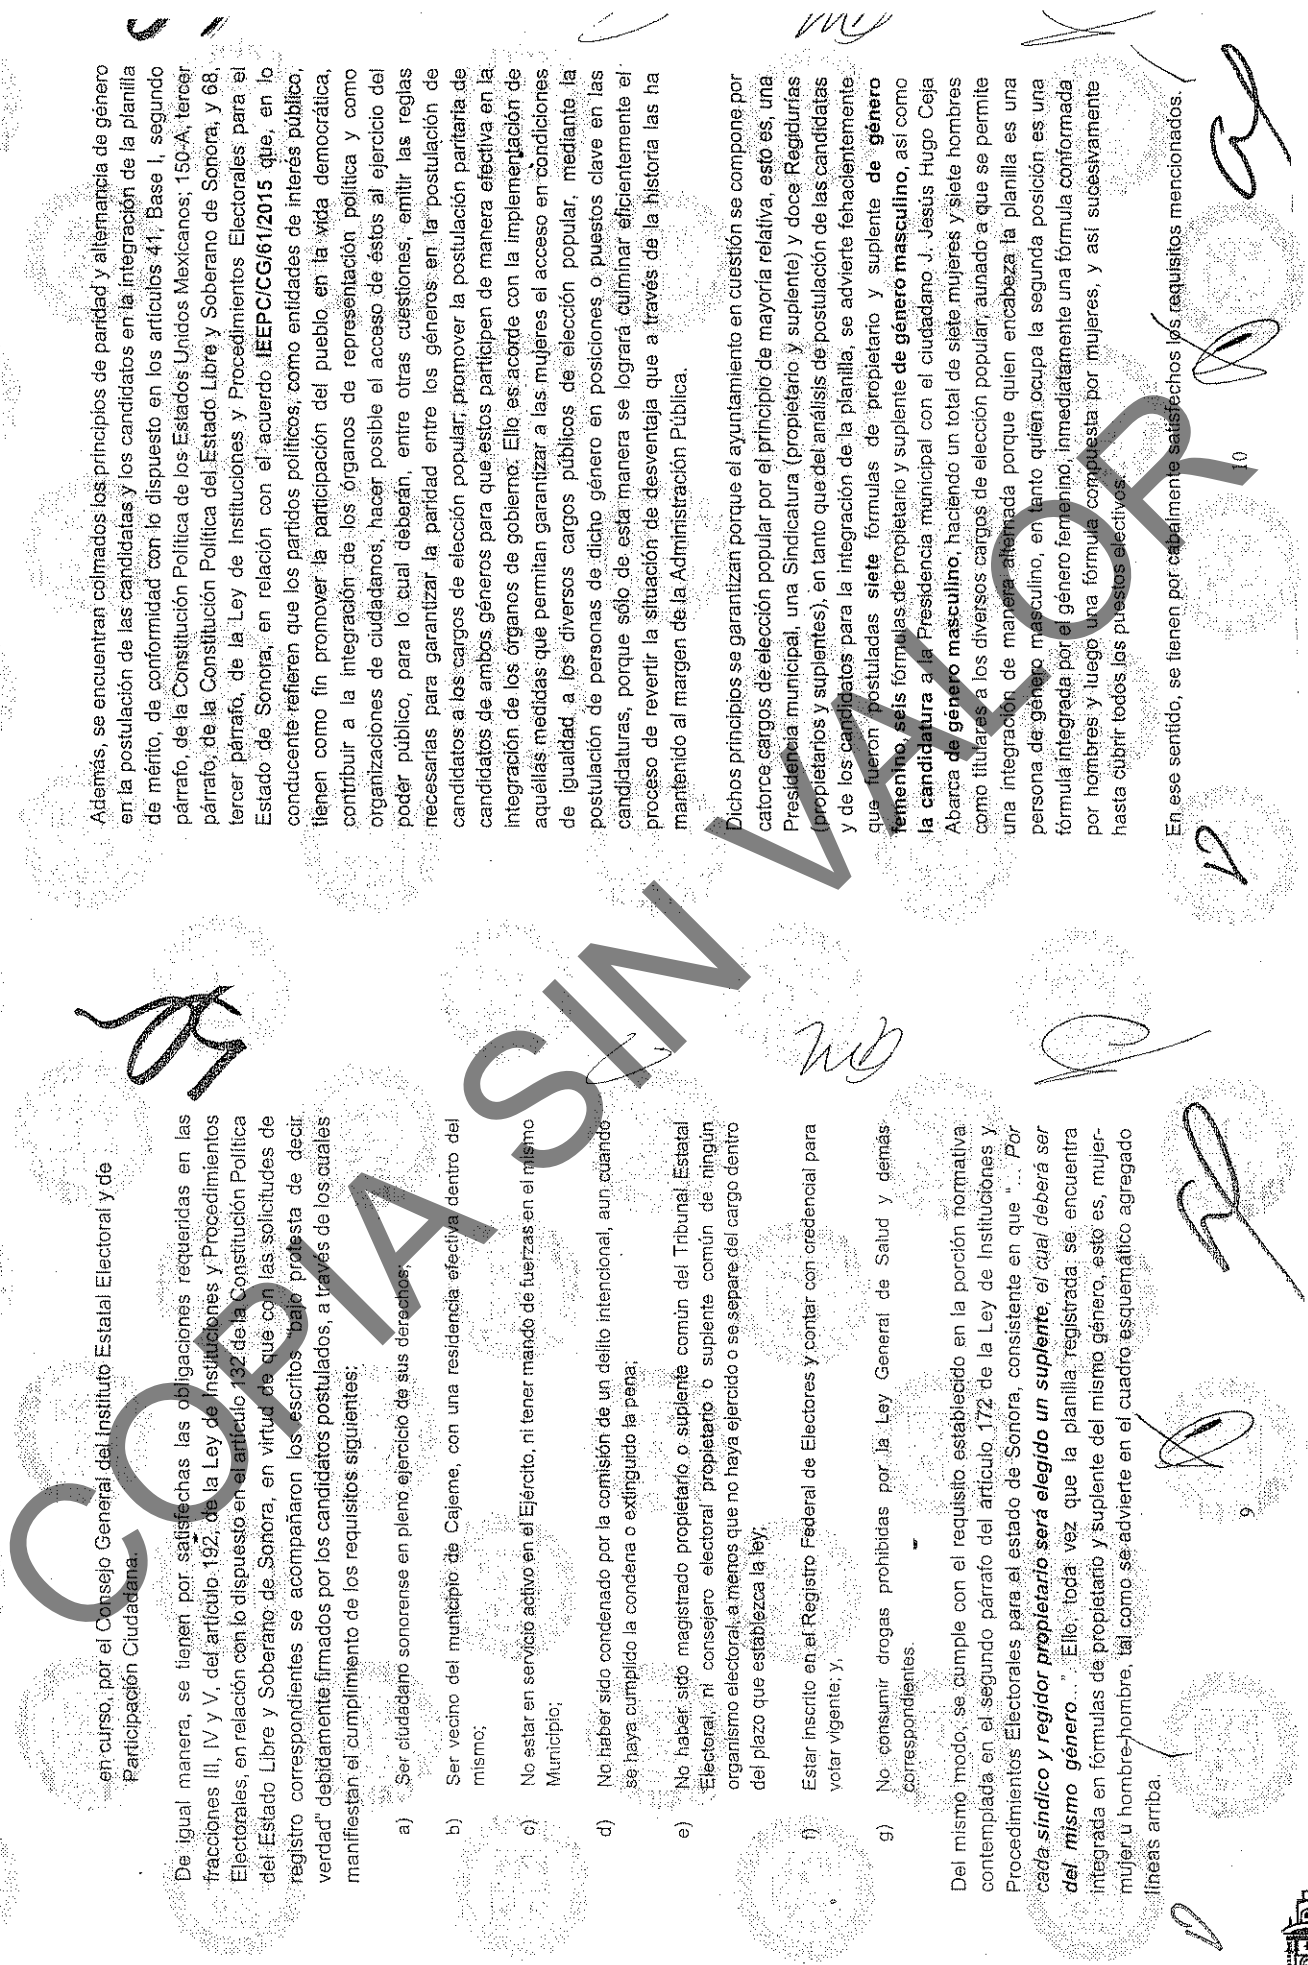 en curso, por el Consejo General del Instituto Estatal Electoral y de
Participación Ciudadana.
De igual manera, se tienen por satisfechas las obligaciones requeridas en las
fracciones III, IV y V, del artículo 192, de la Ley de Instituciones y Procedimientos
Electorales, en relación con lo dispuesto en el artículo 132 de la Constitución Política
del Estado Libre y Soberano de Sonora, en virtud de que con las solicitudes de
registro correspondientes se acompañaron los escritos "bajo protesta de decir
verdad" debidamente firmados por los candidatos postulados, a través de los cuales
manifiestan el cumplimiento de los requisitos siguientes:
a) Ser ciudadano sonorense en pleno ejercicio de sus derechos;
b) Ser vecino del municipio de Cajeme, con una residencia efectiva dentro del
mismo;
c) No estar en servicio activo en el Ejército, ni tener mando de fuerzas en el mismo
Municipio;
d) No haber sido condenado por la comisión de un delito intencional, aun cuando
se haya cumplido la condena o extinguido la pena;
e) No haber sido magistrado propietario o suplente común del Tribunal Estatal
Electoral, ni consejero electoral propietario o suplente común de ningún
organismo electoral, a menos que no haya ejercido o se separe del cargo dentro
del plazo que establezca la ley;
f) Estar inscrito en el Registro Federal de Electores y contar con credencial para
votar vigente; y,
g) No consumir drogas prohibidas por la Ley General de Salud y demás
correspondientes.
Del mismo modo, se cumple con el requisito establecido en la porción normativa
contemplada en el segundo párrafo del artículo 172 de la Ley de Instituciones y
Procedimientos Electorales para el estado de Sonora, consistente en que "... Por
cada síndico y regidor propietario será elegido un suplente, el cual deberá ser
del mismo género..." Ello, toda vez que la planilla registrada se encuentra
integrada en fórmulas de propietario y suplente del mismo género, esto es, mujer-
mujer u hombre-hombre, tal como se advierte en el cuadro esquemático agregado
líneas arriba.
9
Además, se encuentran colmados los principios de paridad y alternancia de género
en la postulación de las candidatas y los candidatos en la integración de la planilla
de mérito, de conformidad con lo dispuesto en los artículos 41, Base I, segundo
párrafo, de la Constitución Política de los Estados Unidos Mexicanos; 150-A, tercer
párrafo, de la Constitución Política del Estado Libre y Soberano de Sonora, y 68,
tercer párrafo, de la Ley de Instituciones y Procedimientos Electorales para el
Estado de Sonora, en relación con el acuerdo IEEPC/CG/61/2015 que, en lo
conducente refieren que los partidos políticos, como entidades de interés público,
tienen como fin promover la participación del pueblo en la vida democrática,
contribuir a la integración de los órganos de representación política y como
organizaciones de ciudadanos, hacer posible el acceso de éstos al ejercicio del
poder público, para lo cual deberán, entre otras cuestiones, emitir las reglas
necesarias para garantizar la paridad entre los géneros en la postulación de
candidatos a los cargos de elección popular; promover la postulación paritaria de
candidatos de ambos géneros para que estos participen de manera efectiva en la
integración de los órganos de gobierno. Ello es acorde con la implementación de
aquéllas medidas que permitan garantizar a las mujeres el acceso en condiciones
de igualdad a los diversos cargos públicos de elección popular, mediante la
postulación de personas de dicho género en posiciones o puestos clave en las
candidaturas, porque sólo de esta manera se logrará culminar eficientemente el
proceso de revertir la situación de desventaja que a través de la historia las ha
mantenido al margen de la Administración Pública.
Dichos principios se garantizan porque el ayuntamiento en cuestión se compone por
catorce cargos de elección popular por el principio de mayoría relativa, esto es, una
Presidencia municipal, una Sindicatura (propietario y suplente) y doce Regidurías
(propietarios y suplentes), en tanto que del análisis de postulación de las candidatas
y de los candidatos para la integración de la planilla, se advierte fehacientemente
que fueron postuladas siete fórmulas de propietario y suplente de género
femenino, seis fórmulas de propietario y suplente de género masculino, así como
la candidatura a la Presidencia municipal con el ciudadano J. Jesús Hugo Ceja
Abarca de género masculino, haciendo un total de siete mujeres y siete hombres
como titulares a los diversos cargos de elección popular; aunado a que se permite
una integración de manera alternada porque quien encabeza la planilla es una
persona de género masculino, en tanto quien ocupa la segunda posición es una
fórmula integrada por el género femenino, inmediatamente una fórmula conformada
por hombres y luego una fórmula compuesta por mujeres, y así sucesivamente
hasta cubrir todos los puestos electivos.
En ese sentido, se tienen por cabalmente satisfechos los requisitos mencionados.
10
COPIA SIN VALOR